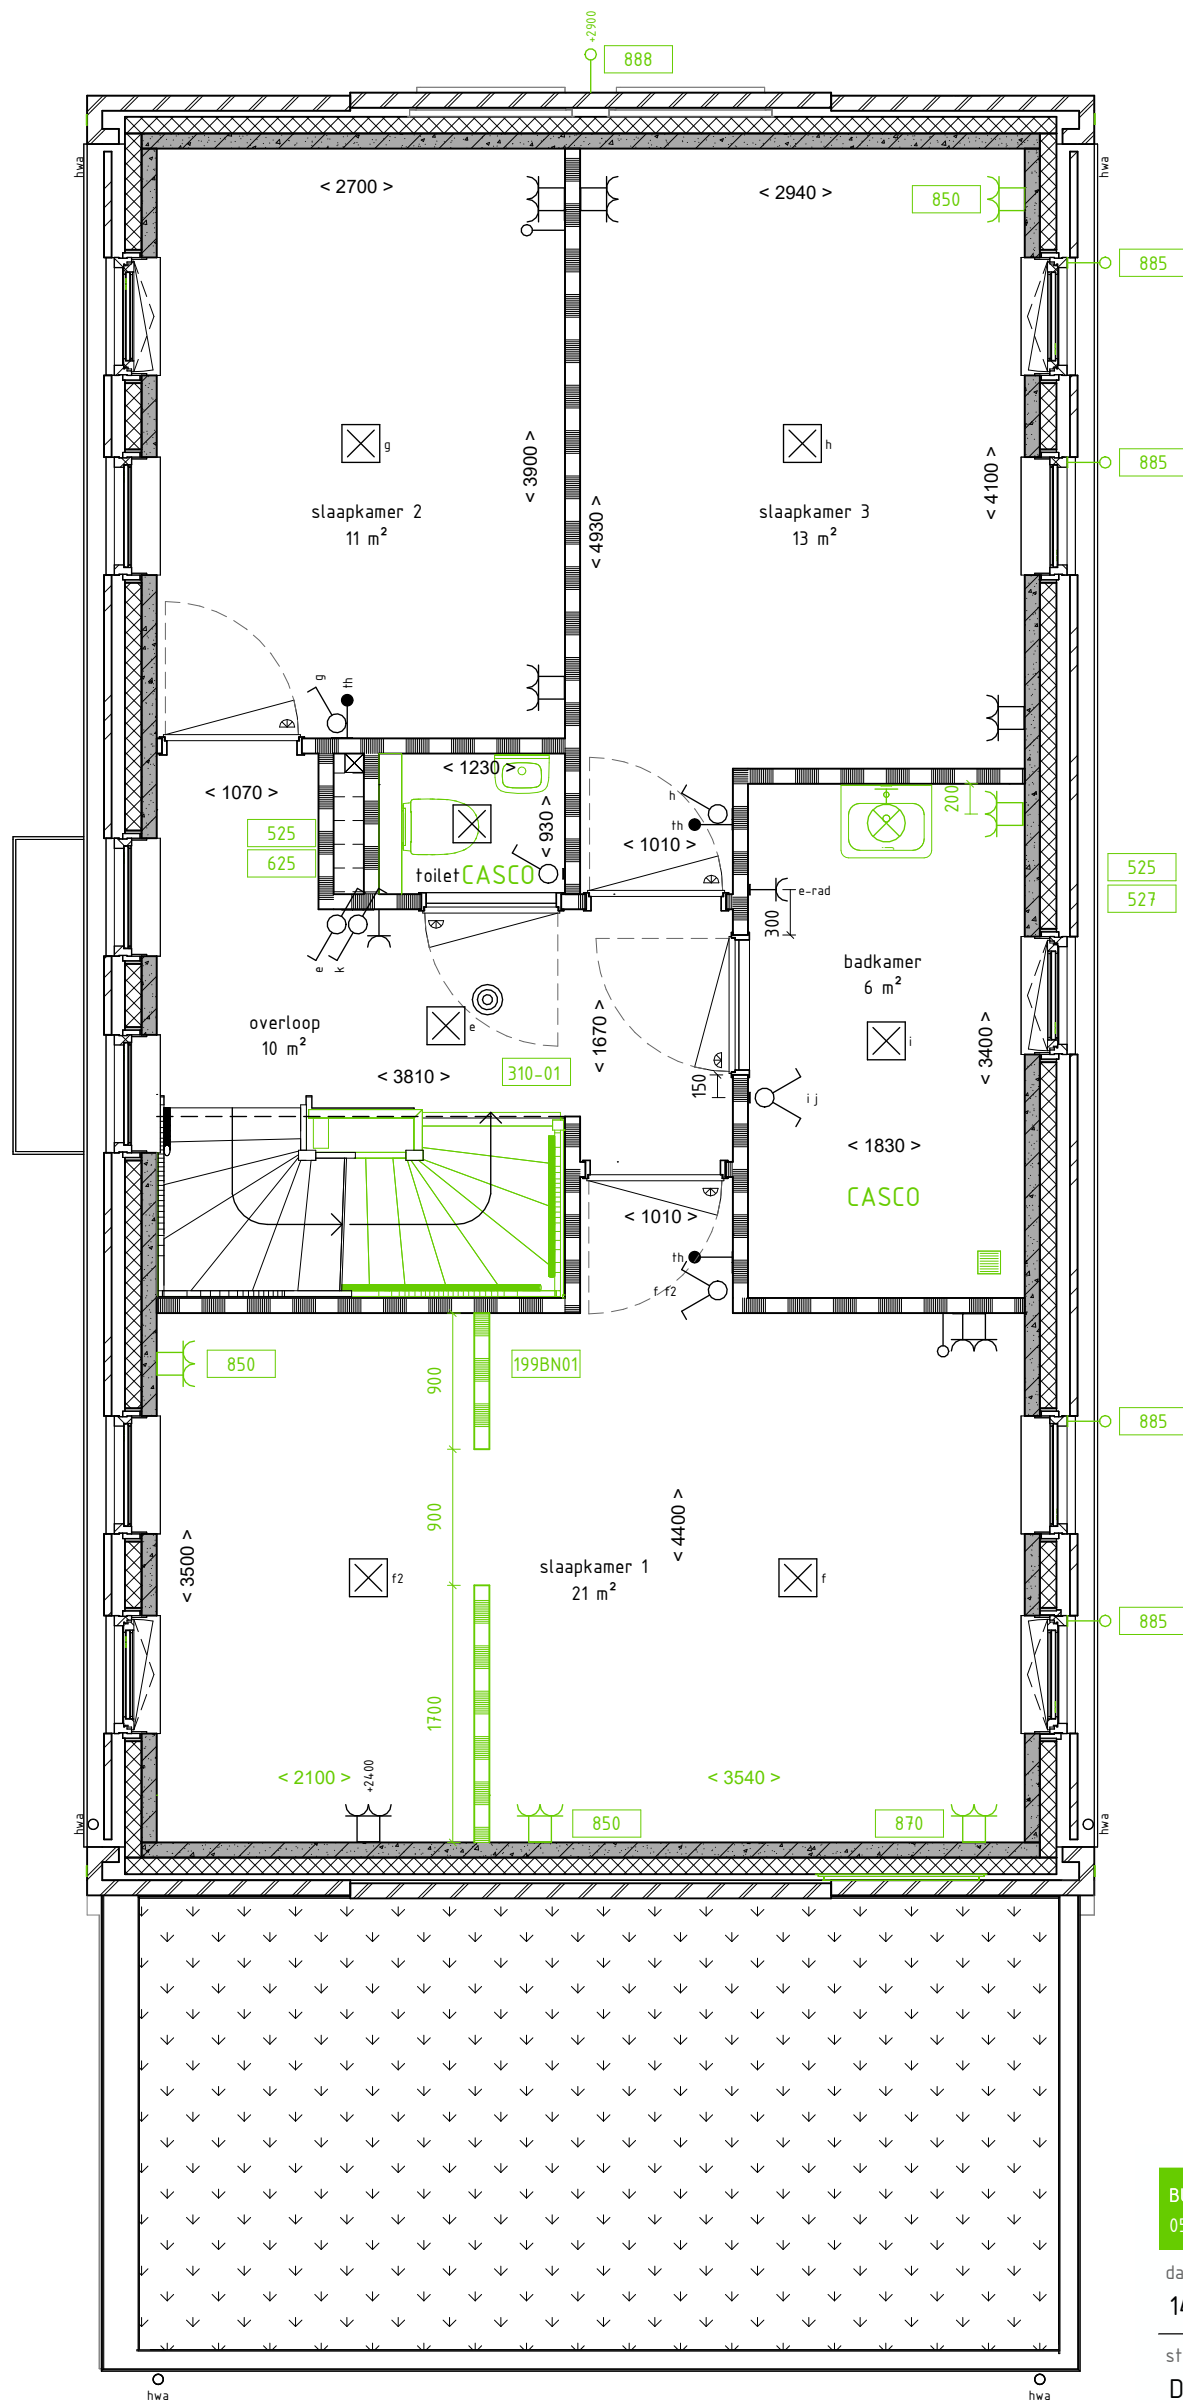 +2900
888
hwa
hwa
< 2700 >
< 2940 >
850
885
885
g
h
< 3900 >
< 4930 >
< 4100 >
slaapkamer 2
11 m²
slaapkamer 3
13 m²
g
th
< 1070 >
< 1230 >
< 930 >
525
625
toilet
CASCO
h
th
< 1010 >
200
e-rad
300
525
527
e
k
badkamer
6 m²
overloop
10 m²
e
< 1670 >
i
< 3400 >
< 3810 >
310-01
150
i j
< 1830 >
CASCO
< 1010 >
th
f f2
850
900
199BN01
885
900
< 4400 >
< 3500 >
slaapkamer 1
21 m²
f2
f
885
1700
< 2100 >
+2400
< 3540 >
850
870
hwa
hwa
14
D
hwa
hwa